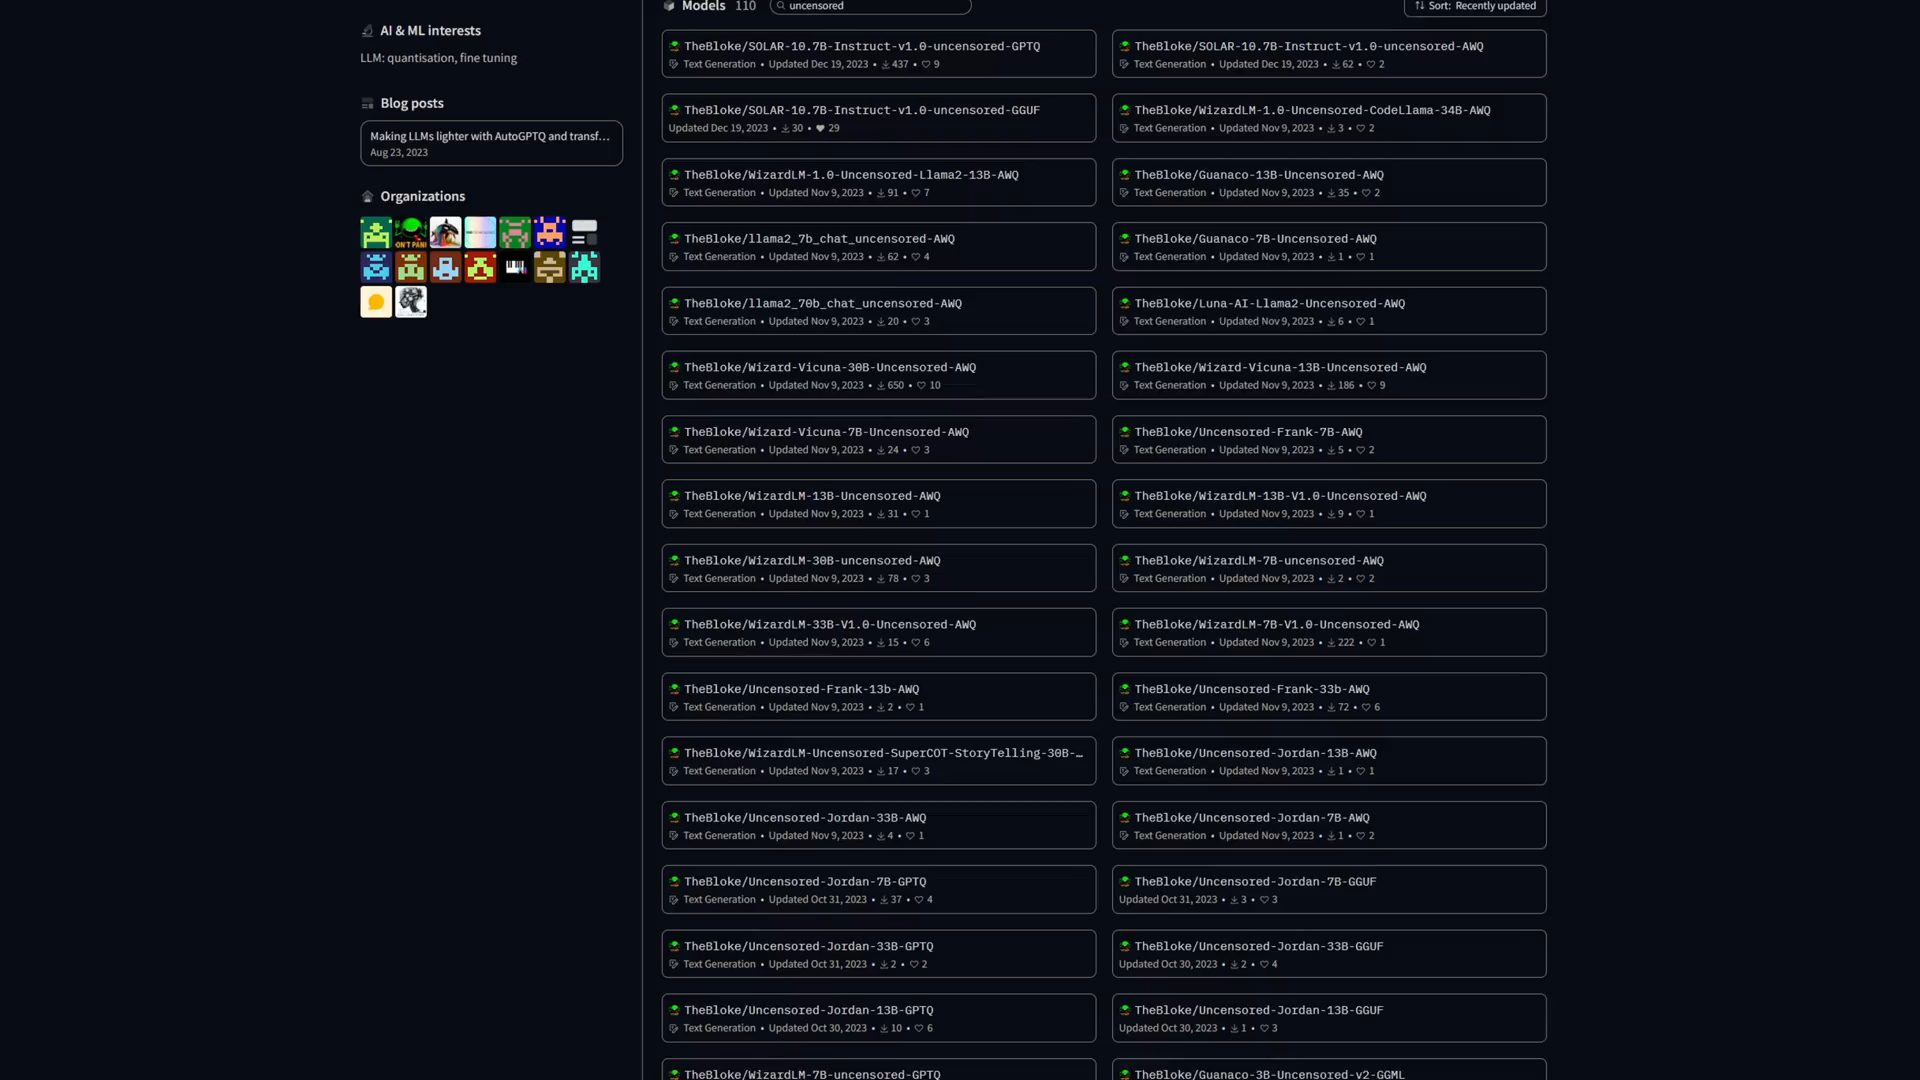 Models 110 uncensored Sort: Recently updated
AI & ML interests
LLM: quantisation, fine tuning
Blog posts
Making LLMs lighter with AutoGPTQ and transf...
Aug 23, 2023
Organizations
ON'T PANI
TheBloke/SOLAR-10.7B-Instruct-v1.0-uncensored-GPTQ
Text Generation • Updated Dec 19, 2023 • 437 • 9
TheBloke/SOLAR-10.7B-Instruct-v1.0-uncensored-AWQ
Text Generation • Updated Dec 19, 2023 • 62 • 2
TheBloke/SOLAR-10.7B-Instruct-v1.0-uncensored-GGUF
Updated Dec 19, 2023 • 30 • 29
TheBloke/WizardLM-1.0-Uncensored-CodeLlama-34B-AWQ
Text Generation • Updated Nov 9, 2023 • 3 • 2
TheBloke/WizardLM-1.0-Uncensored-Llama2-13B-AWQ
Text Generation • Updated Nov 9, 2023 • 91 • 7
TheBloke/Guanaco-13B-Uncensored-AWQ
Text Generation • Updated Nov 9, 2023 • 35 • 2
TheBloke/llama2_7b_chat_uncensored-AWQ
Text Generation • Updated Nov 9, 2023 • 62 • 4
TheBloke/Guanaco-7B-Uncensored-AWQ
Text Generation • Updated Nov 9, 2023 • 1 • 1
TheBloke/llama2_70b_chat_uncensored-AWQ
Text Generation • Updated Nov 9, 2023 • 20 • 3
TheBloke/Luna-AI-Llama2-Uncensored-AWQ
Text Generation • Updated Nov 9, 2023 • 6 • 1
TheBloke/Wizard-Vicuna-30B-Uncensored-AWQ
Text Generation • Updated Nov 9, 2023 • 650 • 10
TheBloke/Wizard-Vicuna-13B-Uncensored-AWQ
Text Generation • Updated Nov 9, 2023 • 186 • 9
TheBloke/Wizard-Vicuna-7B-Uncensored-AWQ
Text Generation • Updated Nov 9, 2023 • 24 • 3
TheBloke/Uncensored-Frank-7B-AWQ
Text Generation • Updated Nov 9, 2023 • 5 • 2
TheBloke/WizardLM-13B-Uncensored-AWQ
Text Generation • Updated Nov 9, 2023 • 31 • 1
TheBloke/WizardLM-13B-V1.0-Uncensored-AWQ
Text Generation • Updated Nov 9, 2023 • 9 • 1
TheBloke/WizardLM-30B-uncensored-AWQ
Text Generation • Updated Nov 9, 2023 • 78 • 3
TheBloke/WizardLM-7B-uncensored-AWQ
Text Generation • Updated Nov 9, 2023 • 2 • 2
TheBloke/WizardLM-33B-V1.0-Uncensored-AWQ
Text Generation • Updated Nov 9, 2023 • 15 • 6
TheBloke/WizardLM-7B-V1.0-Uncensored-AWQ
Text Generation • Updated Nov 9, 2023 • 222 • 1
TheBloke/Uncensored-Frank-13b-AWQ
Text Generation • Updated Nov 9, 2023 • 2 • 1
TheBloke/Uncensored-Frank-33b-AWQ
Text Generation • Updated Nov 9, 2023 • 72 • 6
TheBloke/WizardLM-Uncensored-SuperCOT-StoryTelling-30B-...
Text Generation • Updated Nov 9, 2023 • 17 • 3
TheBloke/Uncensored-Jordan-13B-AWQ
Text Generation • Updated Nov 9, 2023 • 1 • 1
TheBloke/Uncensored-Jordan-33B-AWQ
Text Generation • Updated Nov 9, 2023 • 4 • 1
TheBloke/Uncensored-Jordan-7B-AWQ
Text Generation • Updated Nov 9, 2023 • 1 • 2
TheBloke/Uncensored-Jordan-7B-GPTQ
Text Generation • Updated Oct 31, 2023 • 37 • 4
TheBloke/Uncensored-Jordan-7B-GGUF
Updated Oct 31, 2023 • 3 • 3
TheBloke/Uncensored-Jordan-33B-GPTQ
Text Generation • Updated Oct 31, 2023 • 2 • 2
TheBloke/Uncensored-Jordan-33B-GGUF
Updated Oct 30, 2023 • 2 • 4
TheBloke/Uncensored-Jordan-13B-GPTQ
Text Generation • Updated Oct 30, 2023 • 10 • 6
TheBloke/Uncensored-Jordan-13B-GGUF
Updated Oct 30, 2023 • 1 • 3
TheBloke/WizardLM-7B-uncensored-GPTQ
TheBloke/Guanaco-3B-Uncensored-v2-GGML